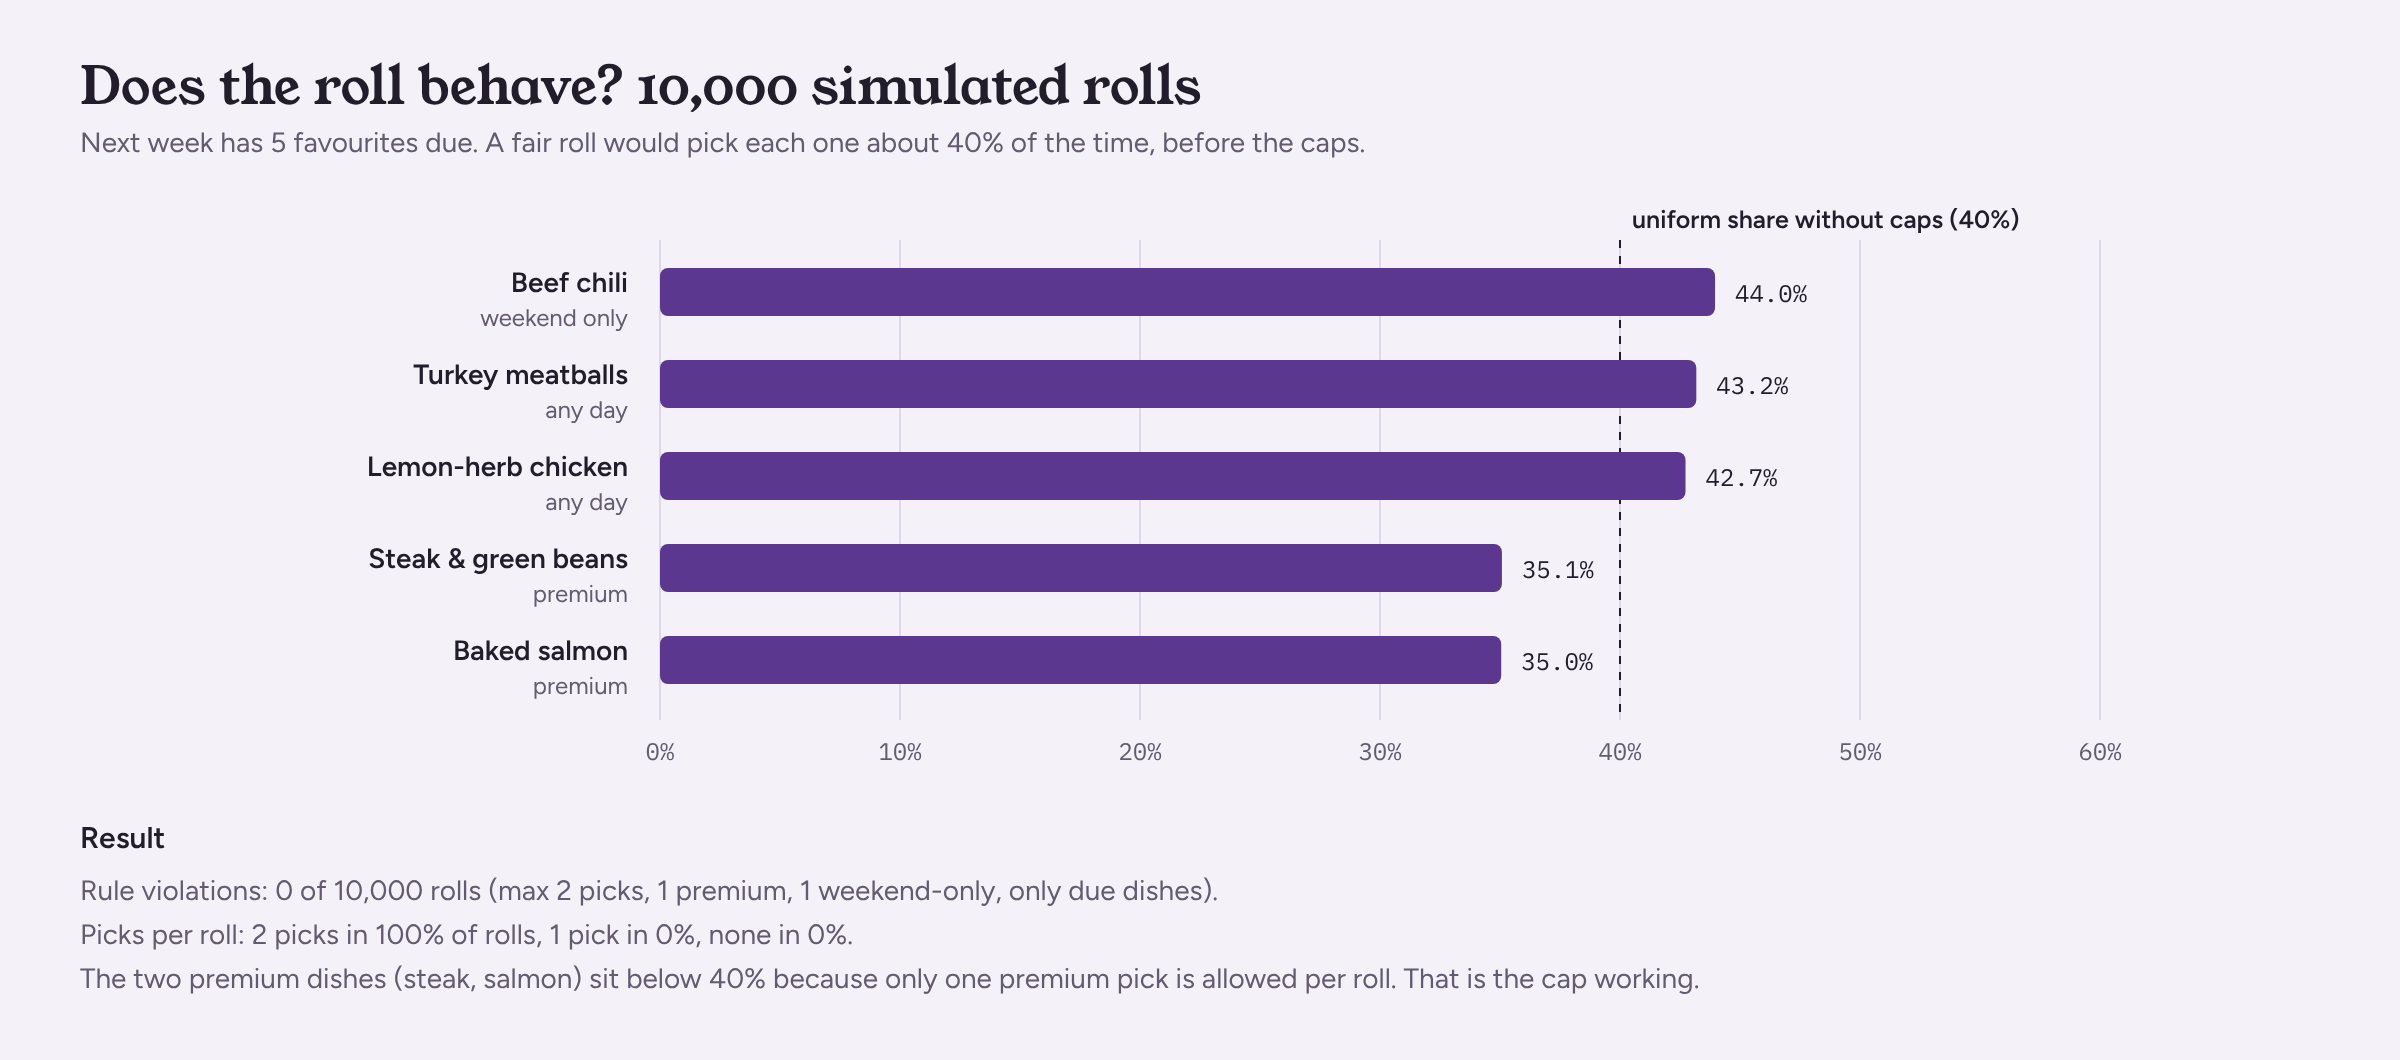 Does the roll behave? 10,000 simulated rolls
Next week has 5 favourites due. A fair roll would pick each one about 40% of the time, before the caps.
uniform share without caps (40%)
Beef chili
weekend only
44.0%
Turkey meatballs
any day
43.2%
Lemon-herb chicken
any day
42.7%
Steak & green beans
premium
35.1%
Baked salmon
premium
35.0%
0% 10% 20% 30% 40% 50% 60%
Result
Rule violations: 0 of 10,000 rolls (max 2 picks, 1 premium, 1 weekend-only, only due dishes).
Picks per roll: 2 picks in 100% of rolls, 1 pick in 0%, none in 0%.
The two premium dishes (steak, salmon) sit below 40% because only one premium pick is allowed per roll. That is the cap working.